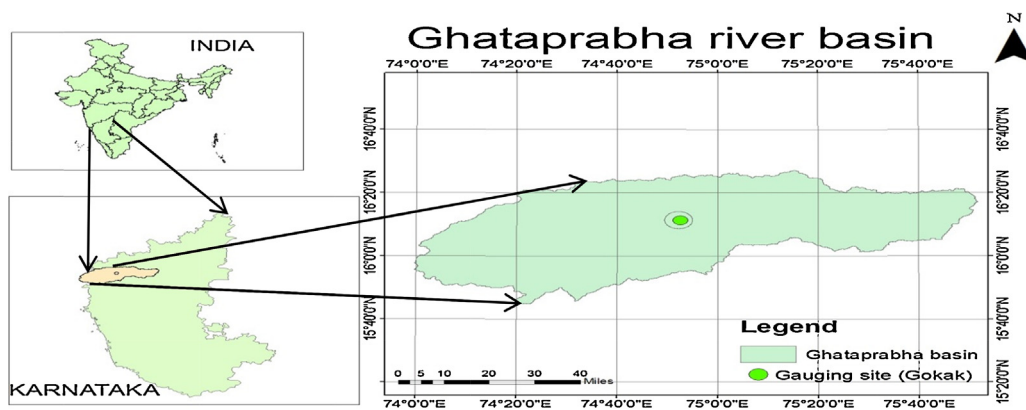 INDIA
KARNATAKA
Ghataprabha river basin
N
74°0'0"E 74°20'0"E 74°40'0"E 75°0'0"E 75°20'0"E 75°40'0"E
16°40'0"N 16°40'0"N
16°20'0"N 16°20'0"N
16°0'0"N 16°0'0"N
15°40'0"N 15°40'0"N
15°20'0"N
Legend
Ghataprabha basin
Gauging site (Gokak)
0 5 10 20 30 40 Miles
74°0'0"E 74°20'0"E 74°40'0"E 75°0'0"E 75°20'0"E 75°40'0"E